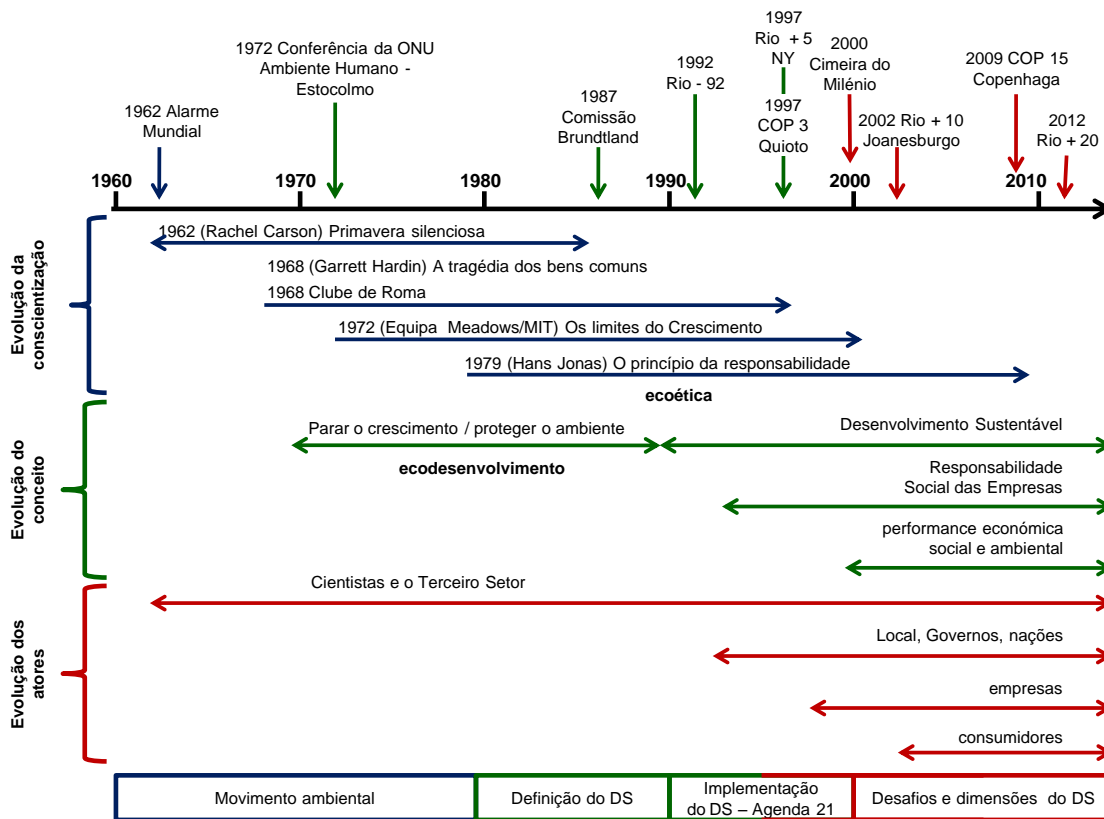 1972 Conferência da ONU
Ambiente Humano -
Estocolmo
1962 Alarme
Mundial
1987
Comissão
Brundtland
1992
Rio - 92
1997
Rio + 5
NY
1997
COP 3
Quioto
2000
Cimeira do
Milénio
2002 Rio + 10
Joanesburgo
2009 COP 15
Copenhaga
2012
Rio + 20
1960
1970
1980
1990
2000
2010
Evolução da
conscientização
1962 (Rachel Carson) Primavera silenciosa
1968 (Garrett Hardin) A tragédia dos bens comuns
1968 Clube de Roma
1972 (Equipa Meadows/MIT) Os limites do Crescimento
1979 (Hans Jonas) O princípio da responsabilidade
ecoética
Evolução do
conceito
Parar o crescimento / proteger o ambiente
ecodesenvolvimento
Desenvolvimento Sustentável
Responsabilidade
Social das Empresas
performance económica
social e ambiental
Evolução dos
atores
Cientistas e o Terceiro Setor
Local, Governos, nações
empresas
consumidores
Movimento ambiental
Definição do DS
Implementação
do DS – Agenda 21
Desafios e dimensões do DS